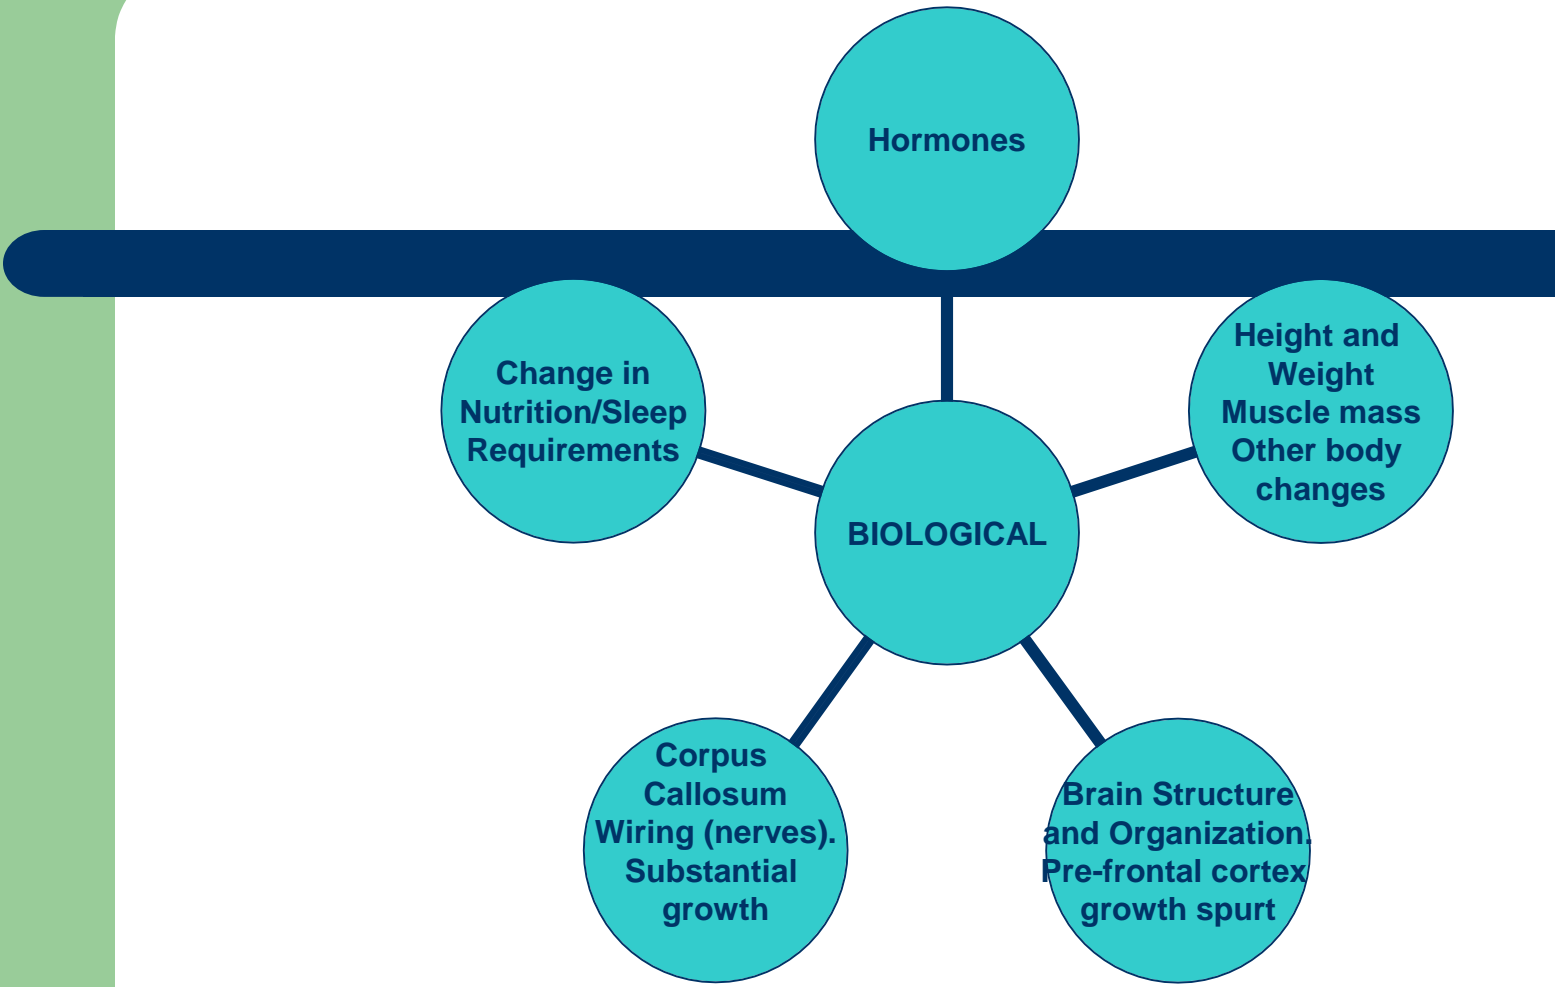 Hormones
Change in
Nutrition/Sleep
Requirements
Height and
Weight
Muscle mass
Other body
changes
BIOLOGICAL
Corpus
Callosum
Wiring (nerves).
Substantial
growth
Brain Structure
and Organization.
Pre-frontal cortex
growth spurt